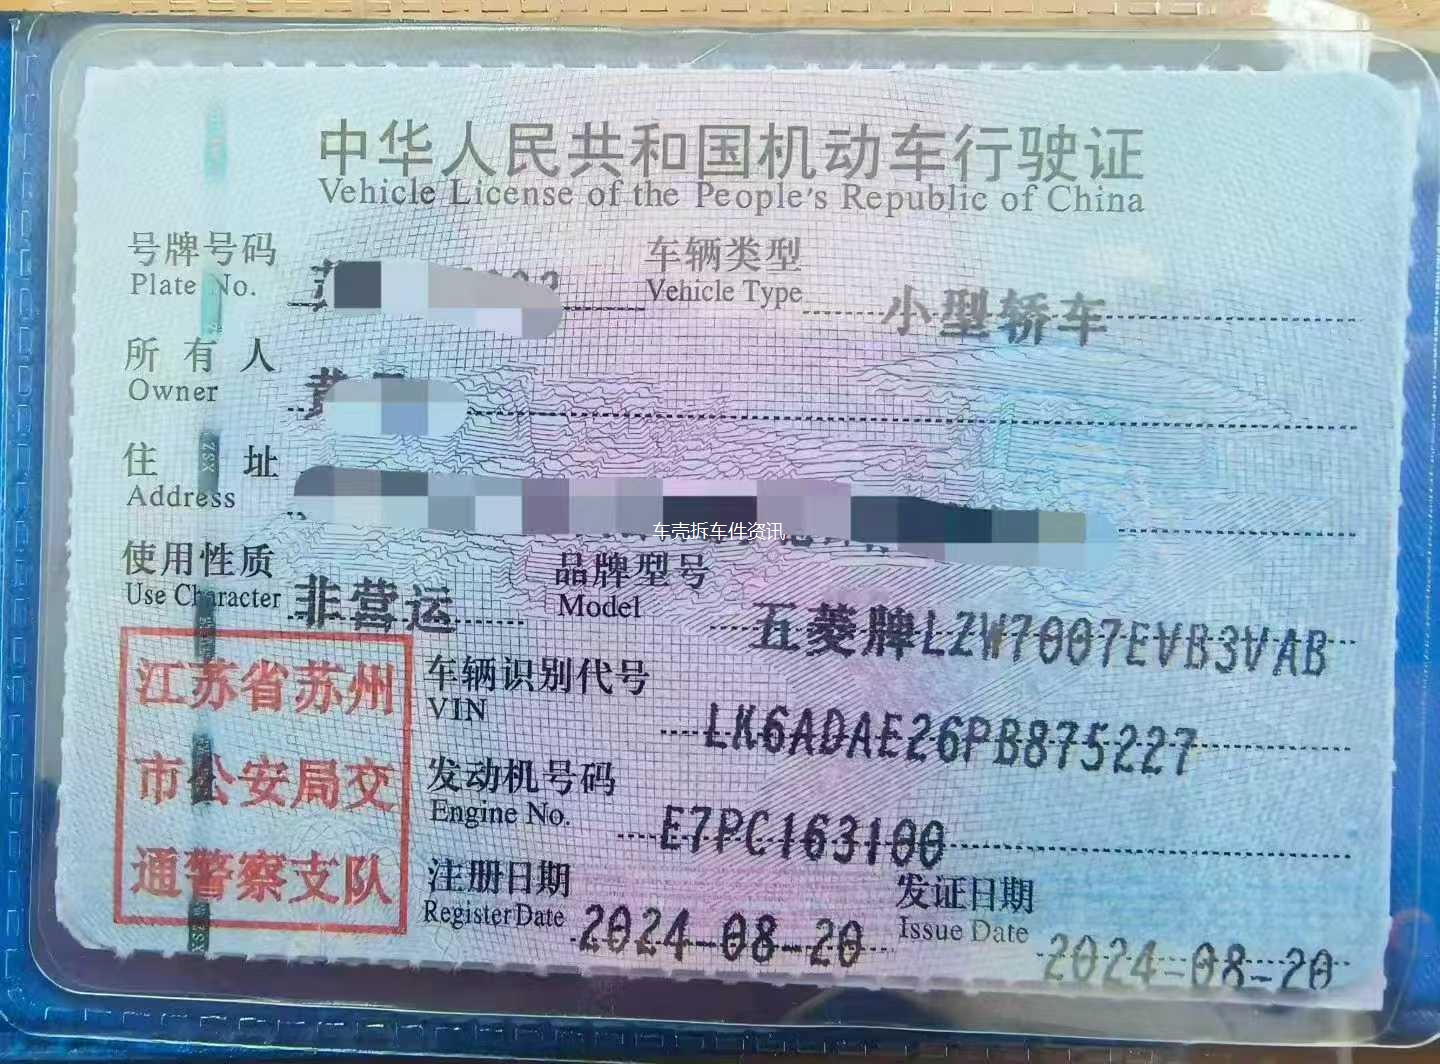 中华人民共和国机动车行驶证
Vehicle License of the People's Republic of China
号牌号码
Plate No.
车辆类型
Vehicle Type
小型轿车
所有人
Owner
黄
住址
Address
车壳拆车件资讯
使用性质
Use Character
非营运
品牌型号
Model
五菱牌LZW7007EVB3VAB
江苏省苏州
市公安局交
通警察支队
车辆识别代号
VIN
LK6ADAE26PB875227
发动机号码
Engine No.
E7PC163100
注册日期
Register Date
2024-08-20
发证日期
Issue Date
2024-08-20